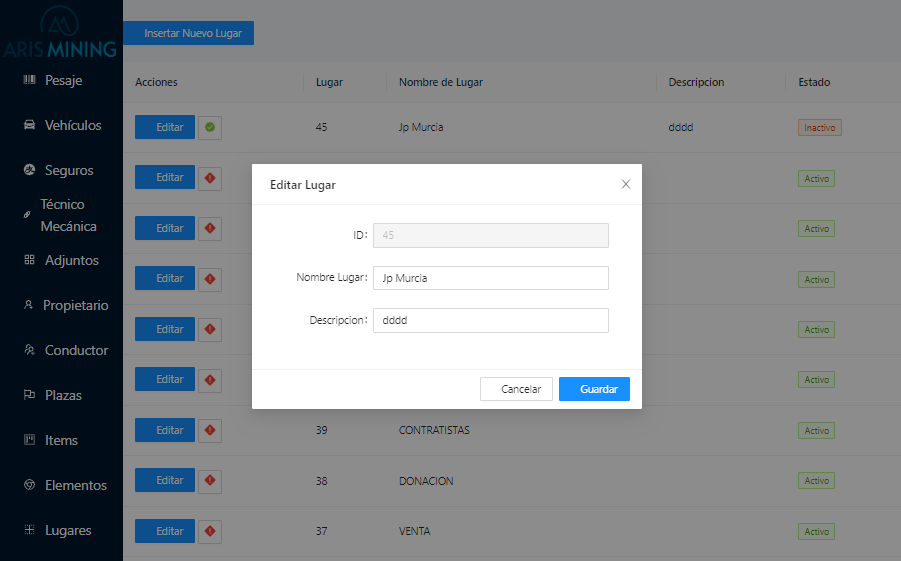 ARIS MINING
Pesaje
Vehículos
Seguros
Técnico
Mecánica
Adjuntos
Propietario
Conductor
Plazas
Items
Elementos
Lugares
Insertar Nuevo Lugar
Acciones Lugar Nombre de Lugar Descripcion Estado
Editar 45 Jp Murcia dddd Inactivo
Editar Activo
Editar Activo
Editar Activo
Editar Activo
Editar Activo
Editar 39 CONTRATISTAS Activo
Editar 38 DONACION Activo
Editar 37 VENTA Activo
Editar Lugar
ID: 45
Nombre Lugar: Jp Murcia
Descripcion: dddd
Cancelar Guardar